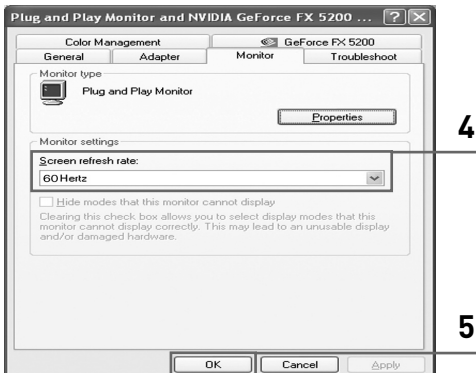 Plug and Play Monitor and NVIDIA GeForce FX 5200 ...
Color Management
GeForce FX 5200
General
Adapter
Monitor
Troubleshoot
Monitor type
Plug and Play Monitor
Properties
4
Monitor settings
Screen refresh rate:
60 Hertz
Hide modes that this monitor cannot display
Clearing this check box allows you to select display modes that this
monitor cannot display correctly. This may lead to an unusable display
and/or damaged hardware.
5
OK
Cancel
Apply